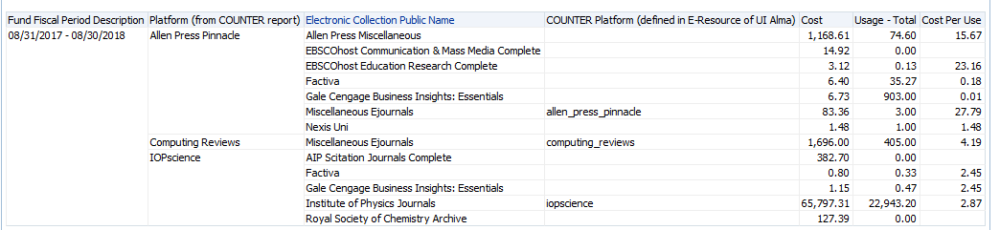 Fund Fiscal Period Description Platform (from COUNTER report) Electronic Collection Public Name COUNTER Platform (defined in E-Resource of UI Alma) Cost Usage - Total Cost Per Use
08/31/2017 - 08/30/2018 Allen Press Pinnacle Allen Press Miscellaneous 1,168.61 74.60 15.67
EBSCOhost Communication & Mass Media Complete 14.92 0.00
EBSCOhost Education Research Complete 3.12 0.13 23.16
Factiva 6.40 35.27 0.18
Gale Cengage Business Insights: Essentials 6.73 903.00 0.01
Miscellaneous Ejournals allen_press_pinnacle 83.36 3.00 27.79
Nexis Uni 1.48 1.00 1.48
Computing Reviews Miscellaneous Ejournals computing_reviews 1,696.00 405.00 4.19
IOPscience AIP Scitation Journals Complete 382.70 0.00
Factiva 0.80 0.33 2.45
Gale Cengage Business Insights: Essentials 1.15 0.47 2.45
Institute of Physics Journals iopscience 65,797.31 22,943.20 2.87
Royal Society of Chemistry Archive 127.39 0.00